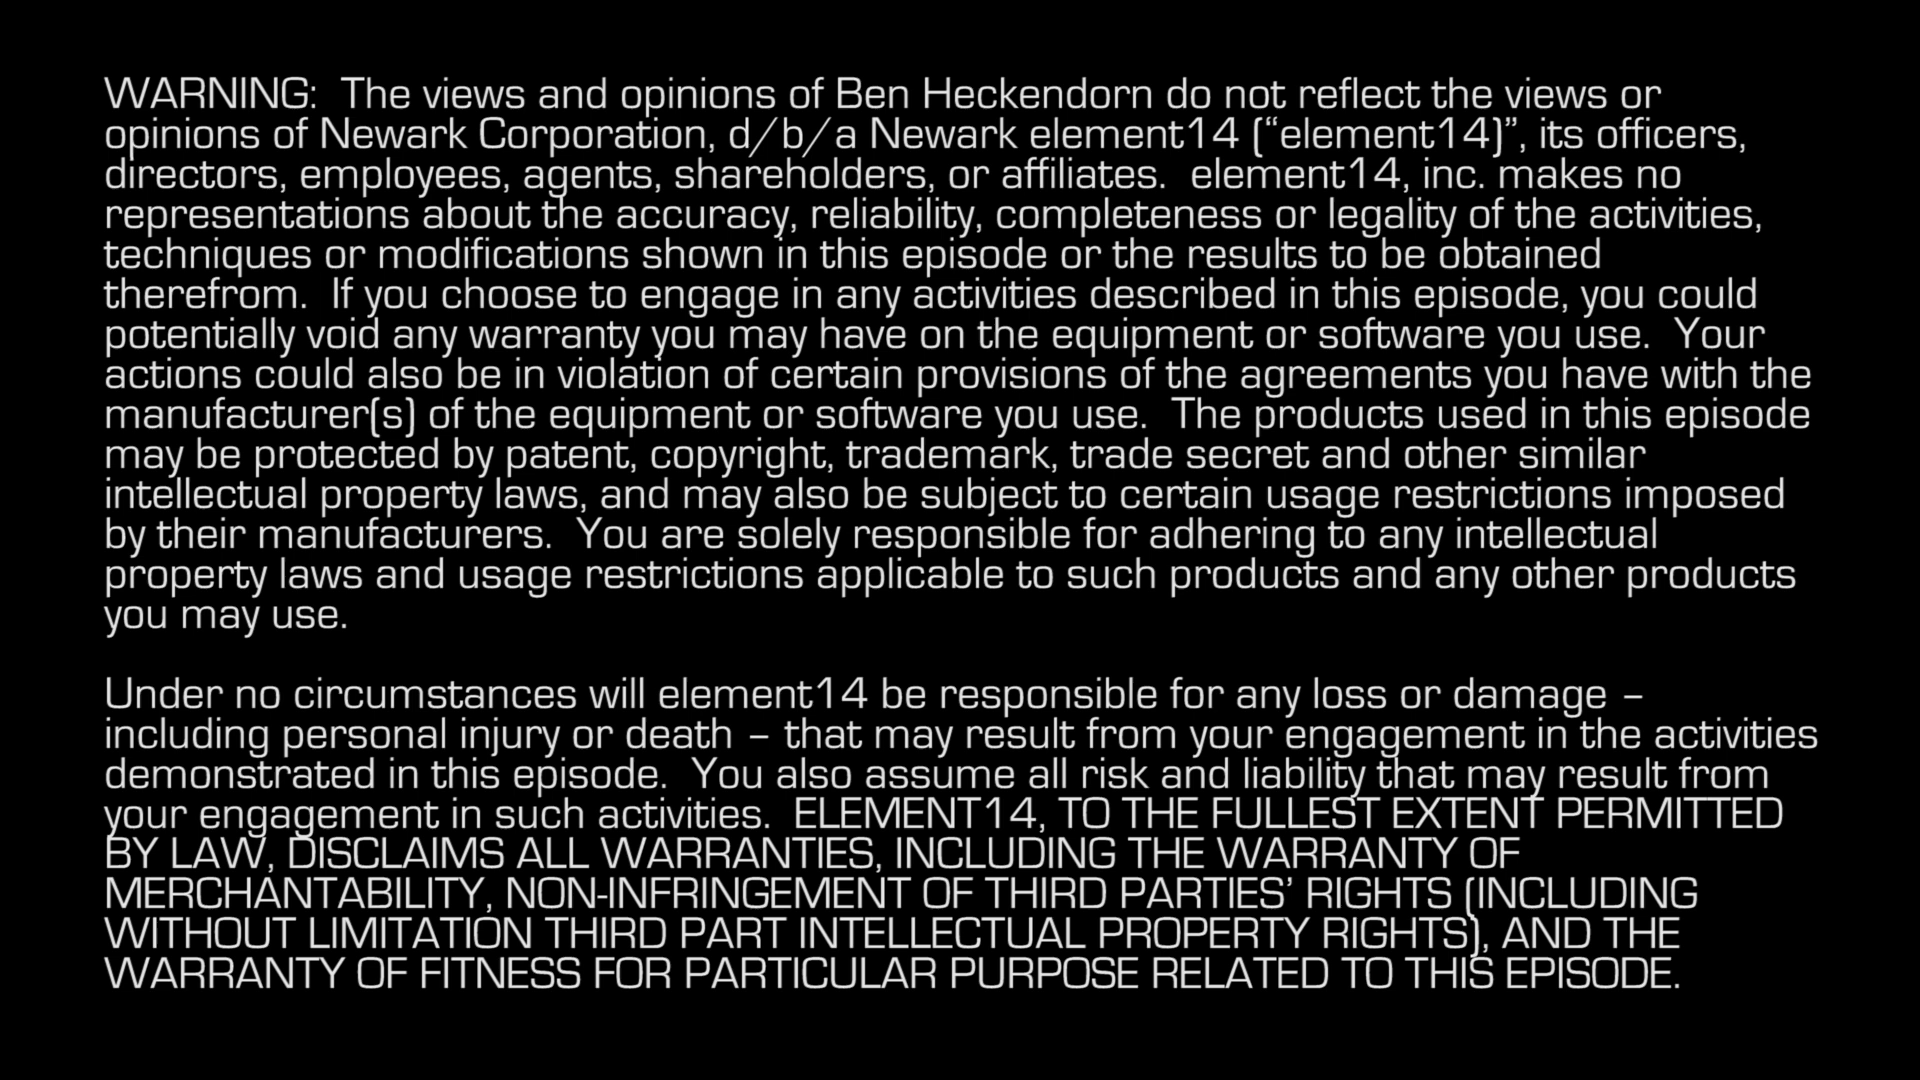 WARNING:  The views and opinions of Ben Heckendorn do not reflect the views or
opinions of Newark Corporation, d/b/a Newark element14 (“element14)”, its officers,
directors, employees, agents, shareholders, or affiliates.  element14, inc. makes no
representations about the accuracy, reliability, completeness or legality of the activities,
techniques or modifications shown in this episode or the results to be obtained
therefrom.  If you choose to engage in any activities described in this episode, you could
potentially void any warranty you may have on the equipment or software you use.  Your
actions could also be in violation of certain provisions of the agreements you have with the
manufacturer(s) of the equipment or software you use.  The products used in this episode
may be protected by patent, copyright, trademark, trade secret and other similar
intellectual property laws, and may also be subject to certain usage restrictions imposed
by their manufacturers.  You are solely responsible for adhering to any intellectual
property laws and usage restrictions applicable to such products and any other products
you may use.

Under no circumstances will element14 be responsible for any loss or damage –
including personal injury or death – that may result from your engagement in the activities
demonstrated in this episode.  You also assume all risk and liability that may result from
your engagement in such activities.  ELEMENT14, TO THE FULLEST EXTENT PERMITTED
BY LAW, DISCLAIMS ALL WARRANTIES, INCLUDING THE WARRANTY OF
MERCHANTABILITY, NON-INFRINGEMENT OF THIRD PARTIES’ RIGHTS (INCLUDING
WITHOUT LIMITATION THIRD PART INTELLECTUAL PROPERTY RIGHTS), AND THE
WARRANTY OF FITNESS FOR PARTICULAR PURPOSE RELATED TO THIS EPISODE.